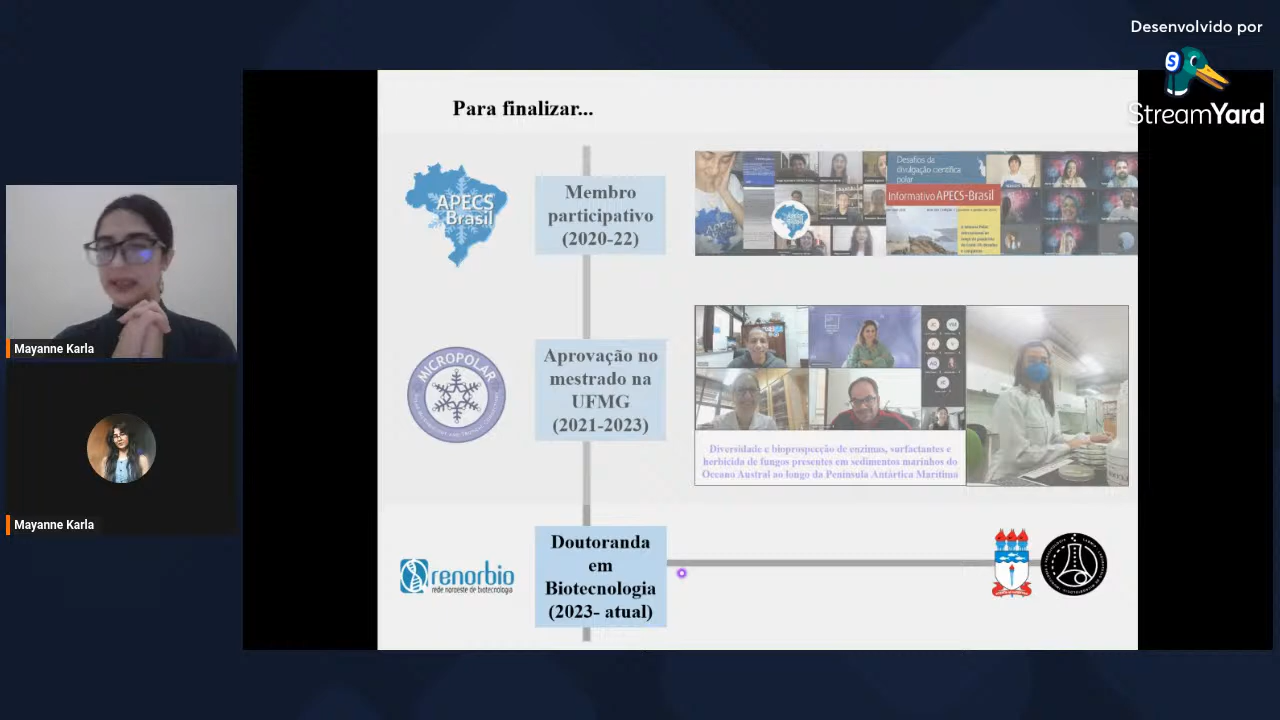 Desenvolvido por
StreamYard
Para finalizar...
APECS
Brasil
Membro
participativo
(2020-22)
Desafios da
divulgação científica
polar
Informativo APECS-Brasil
MICROPOLAR
Aprovação no
mestrado na
UFMG
(2021-2023)
Diversidade e bioprospecção de enzimas, surfactantes e
herbicida de fungos presentes em sedimentos marinhos do
Oceano Austral ao longo da Península Antártica Marítima
renorbio
rede noroeste de biotecnologia
Doutoranda
em
Biotecnologia
(2023- atual)
Mayanne Karla
Mayanne Karla